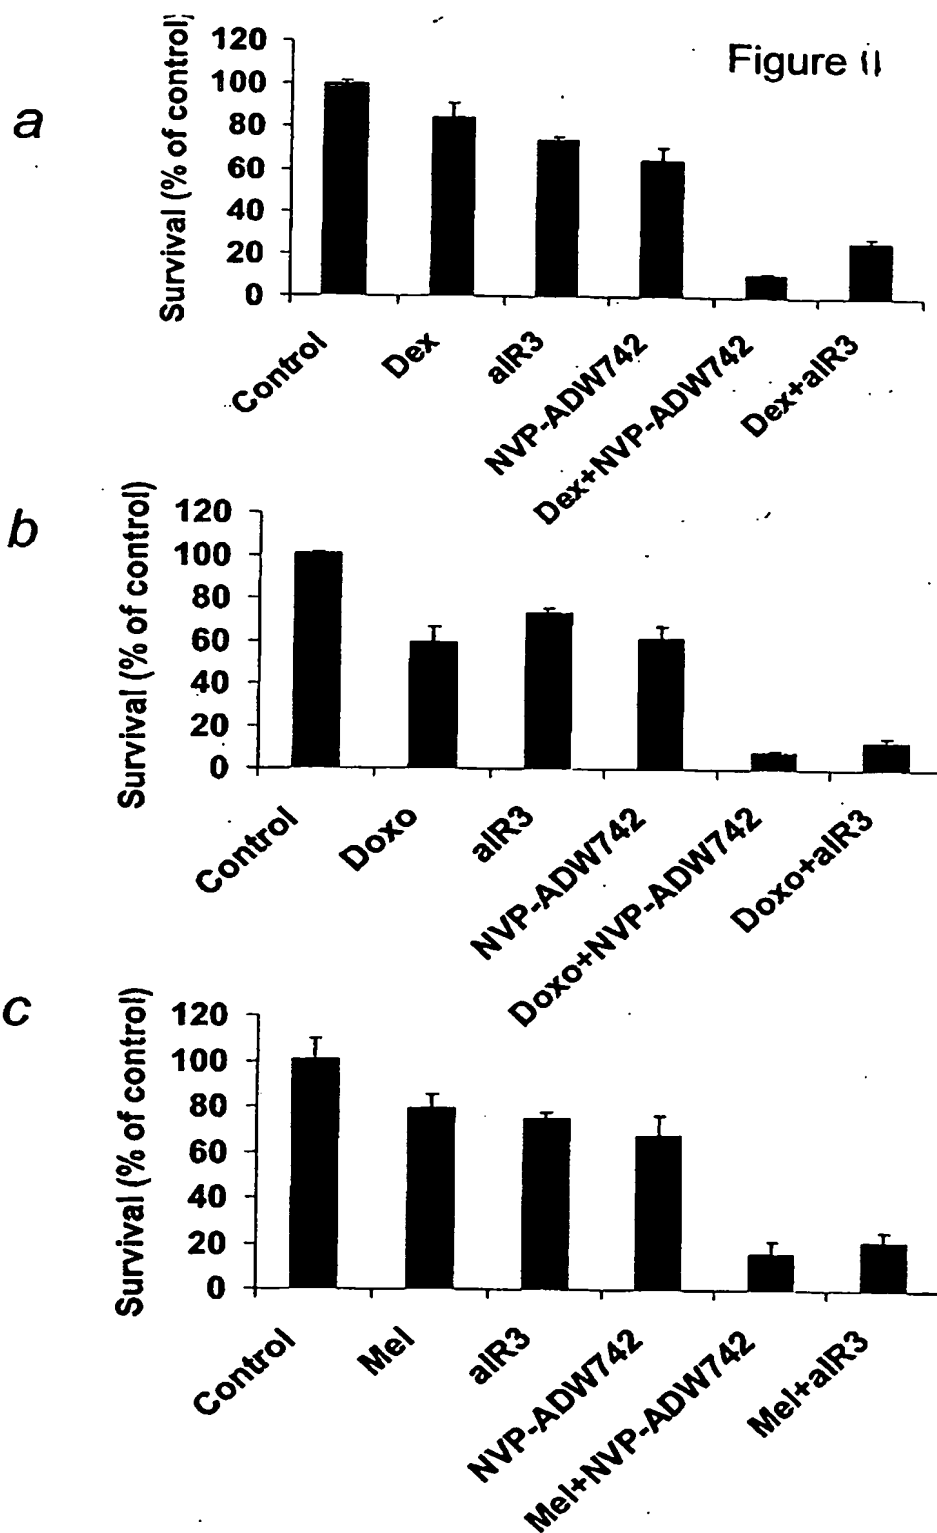 Figure 11
a
Survival (% of control)
120
100
80
60
40
20
0
Control
Dex
aIR3
NVP-ADW742
Dex+NVP-ADW742
Dex+aIR3
b
Survival (% of control)
120
100
80
60
40
20
0
Control
Doxo
aIR3
NVP-ADW742
Doxo+NVP-ADW742
Doxo+aIR3
c
Survival (% of control)
120
100
80
60
40
20
0
Control
Mel
aIR3
NVP-ADW742
Mel+NVP-ADW742
Mel+aIR3